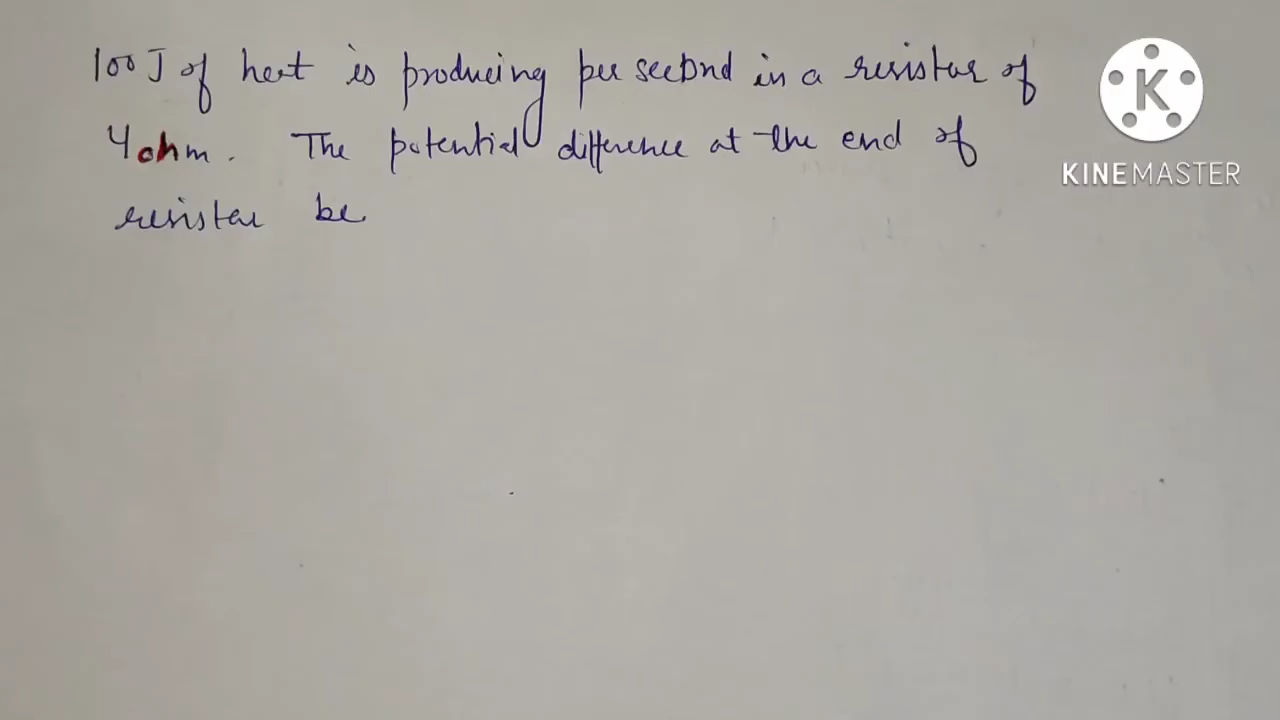 100 J of heat is producing per second in a resistor of
4 ohm. The potential difference at the end of
resistor be
K
KINEMASTER